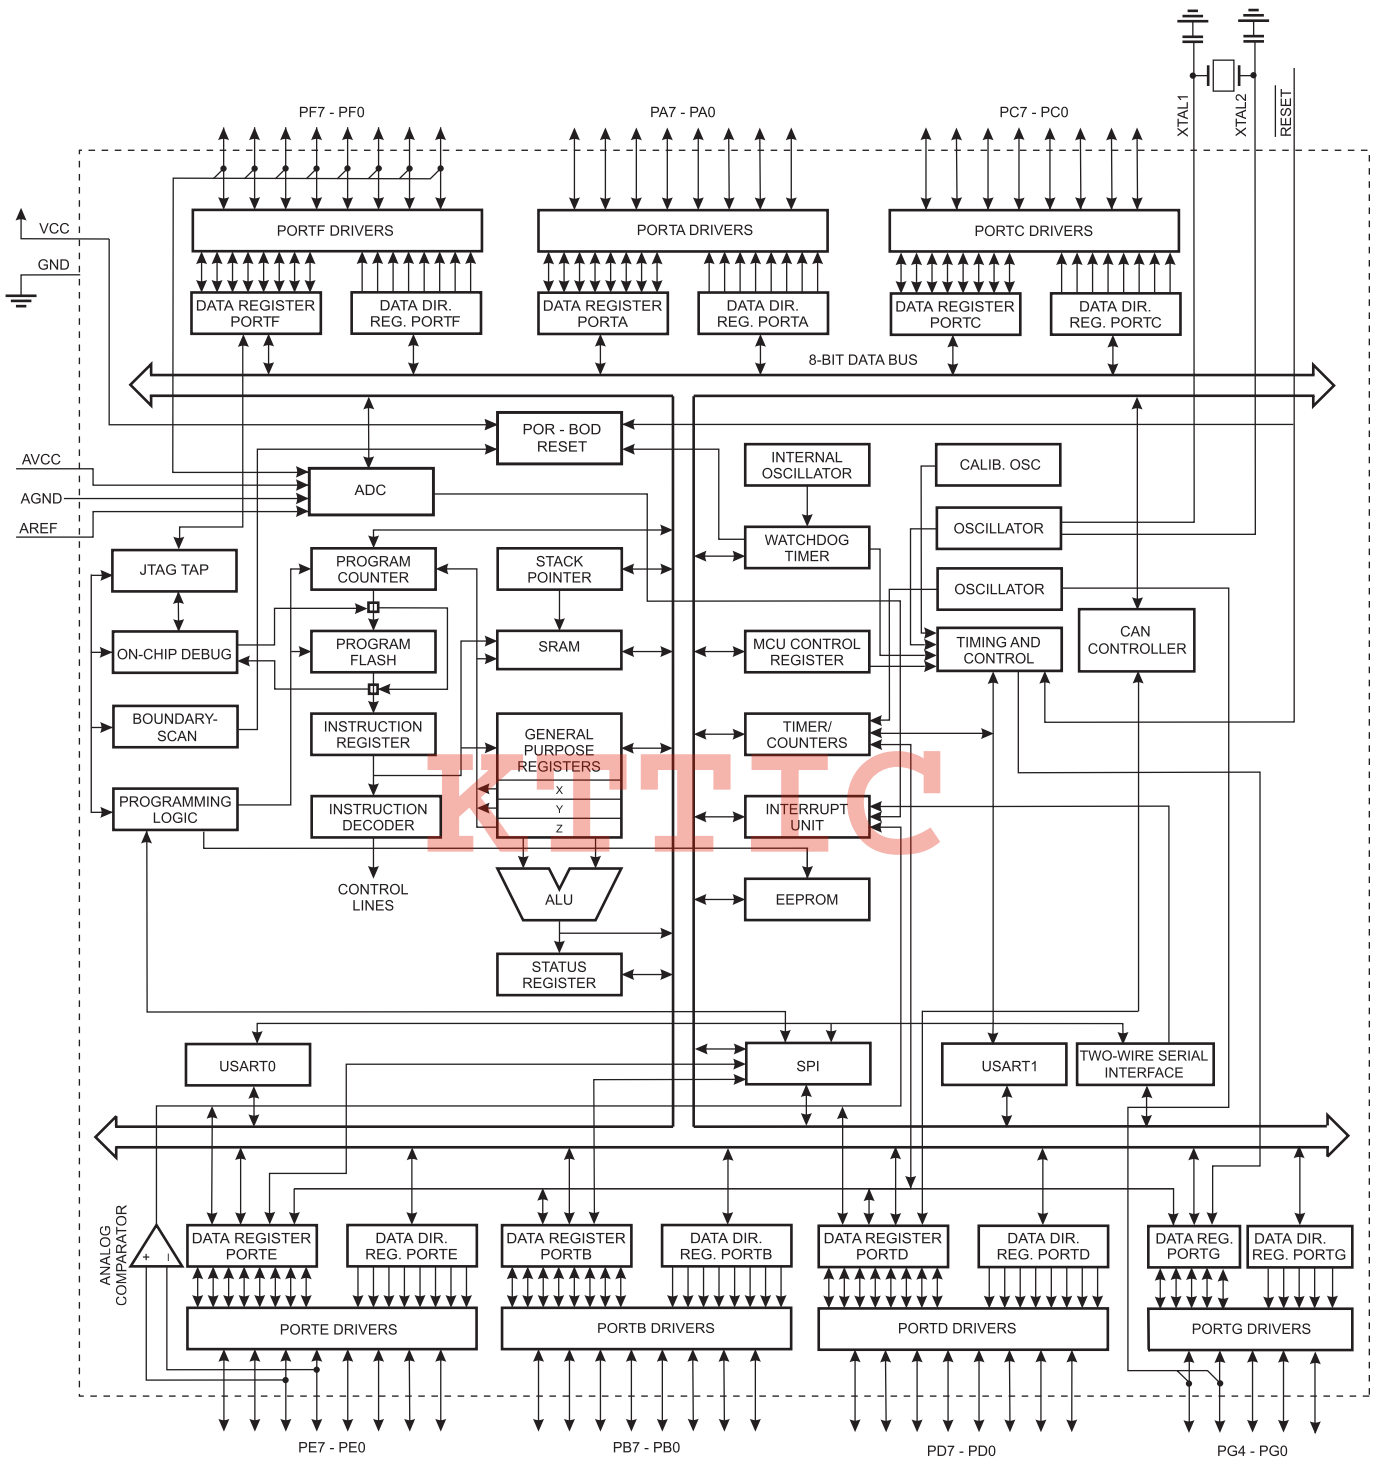 XTAL1
XTAL2
RESET
PF7 - PF0
PA7 - PA0
PC7 - PC0
VCC
GND
PORTF DRIVERS
PORTA DRIVERS
PORTC DRIVERS
DATA REGISTER
PORTF
DATA DIR.
REG. PORTF
DATA REGISTER
PORTA
DATA DIR.
REG. PORTA
DATA REGISTER
PORTC
DATA DIR.
REG. PORTC
8-BIT DATA BUS
POR - BOD
RESET
INTERNAL
OSCILLATOR
CALIB. OSC
AVCC
AGND
AREF
ADC
OSCILLATOR
WATCHDOG
TIMER
JTAG TAP
PROGRAM
COUNTER
STACK
POINTER
OSCILLATOR
ON-CHIP DEBUG
PROGRAM
FLASH
SRAM
MCU CONTROL
REGISTER
TIMING AND
CONTROL
CAN
CONTROLLER
BOUNDARY-
SCAN
INSTRUCTION
REGISTER
GENERAL
PURPOSE
REGISTERS
X
Y
Z
TIMER/
COUNTERS
KTTIC
PROGRAMMING
LOGIC
INSTRUCTION
DECODER
INTERRUPT
UNIT
CONTROL
LINES
ALU
EEPROM
STATUS
REGISTER
USART0
SPI
USART1
TWO-WIRE SERIAL
INTERFACE
ANALOG
COMPARATOR
+
–
DATA REGISTER
PORTE
DATA DIR.
REG. PORTE
DATA REGISTER
PORTB
DATA DIR.
REG. PORTB
DATA REGISTER
PORTD
DATA DIR.
REG. PORTD
DATA REG.
PORTG
DATA DIR.
REG. PORTG
PORTE DRIVERS
PORTB DRIVERS
PORTD DRIVERS
PORTG DRIVERS
PE7 - PE0
PB7 - PB0
PD7 - PD0
PG4 - PG0